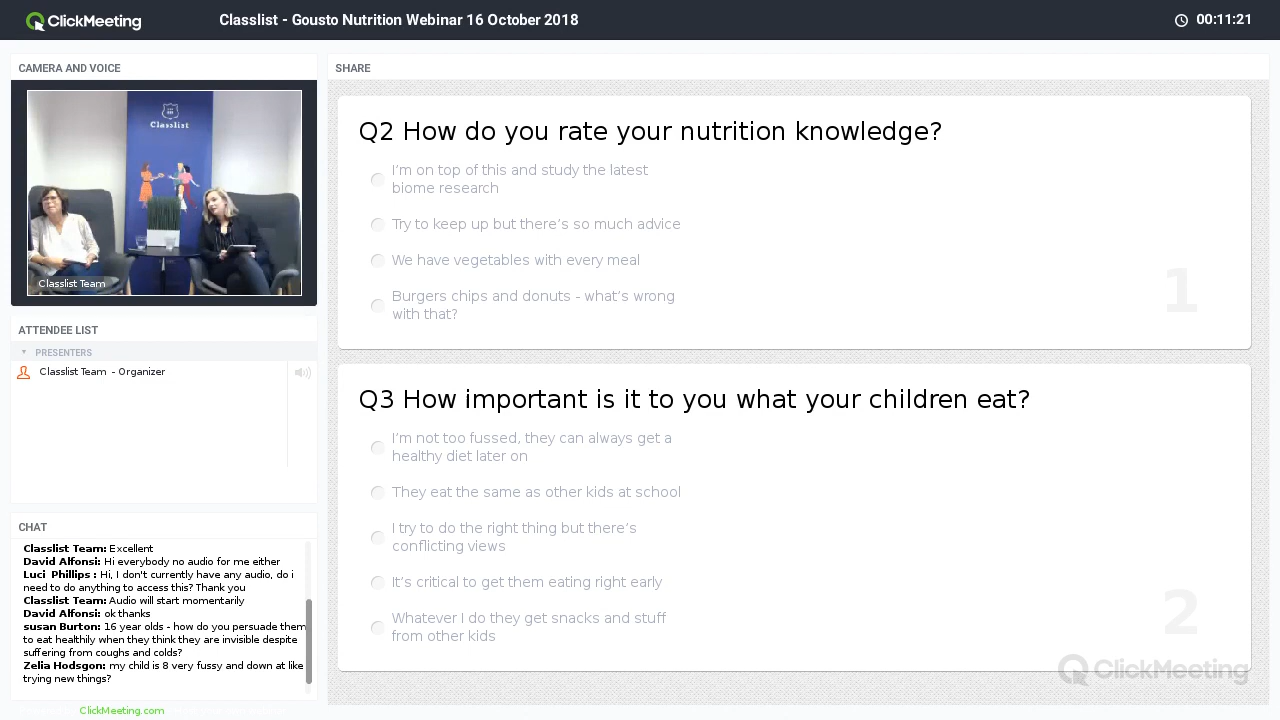 ClickMeeting
Classlist - Gousto Nutrition Webinar 16 October 2018
00:11:21
CAMERA AND VOICE
Classlist
Classlist Team
ATTENDEE LIST
PRESENTERS
Classlist Team - Organizer
CHAT
Classlist Team: Excellent
David Alfonsi: Hi everybody no audio for me either
Luci Phillips : Hi, I don't currently have any audio, do i
need to to anything to access this? Thank you
Classlist Team: Audio will start momentarily!
David Alfonsi: ok thanks
susan burton: 16 year olds - how do you persuade them
to eat healthily when they think they are invisible despite
suffering from coughs and colds?
my child is 8 very fussy and down at like
trying new things?
ClickMeeting.com
SHARE
Q2 How do you rate your nutrition knowledge?
I'm on top of this and study the latest
biome research
Try to keep up but there's so much advice
We have vegetables with every meal
Burgers chips and donuts - what's wrong
with that?
Q3 How important is it to you what your children eat?
I'm not too fussed, they can always get a
healthy diet later on
They eat the same as other kids at school
I try to do the right thing but there's
conflicting views
It's critical to get them eating right early
Whatever I do they get snacks and stuff
from other kids
ClickMeeting